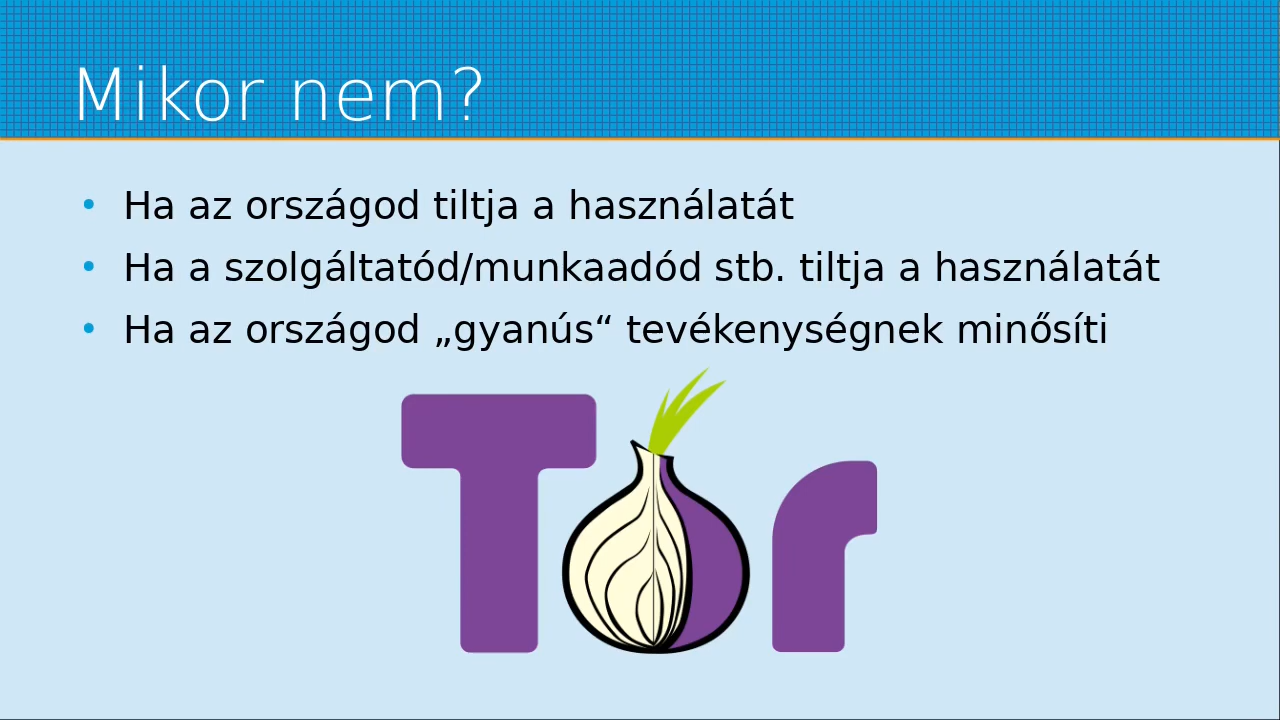 Mikor nem?
• Ha az országod tiltja a használatát
• Ha a szolgáltatód/munkaadód stb. tiltja a használatát
• Ha az országod „gyanús“ tevékenységnek minősíti
Tor